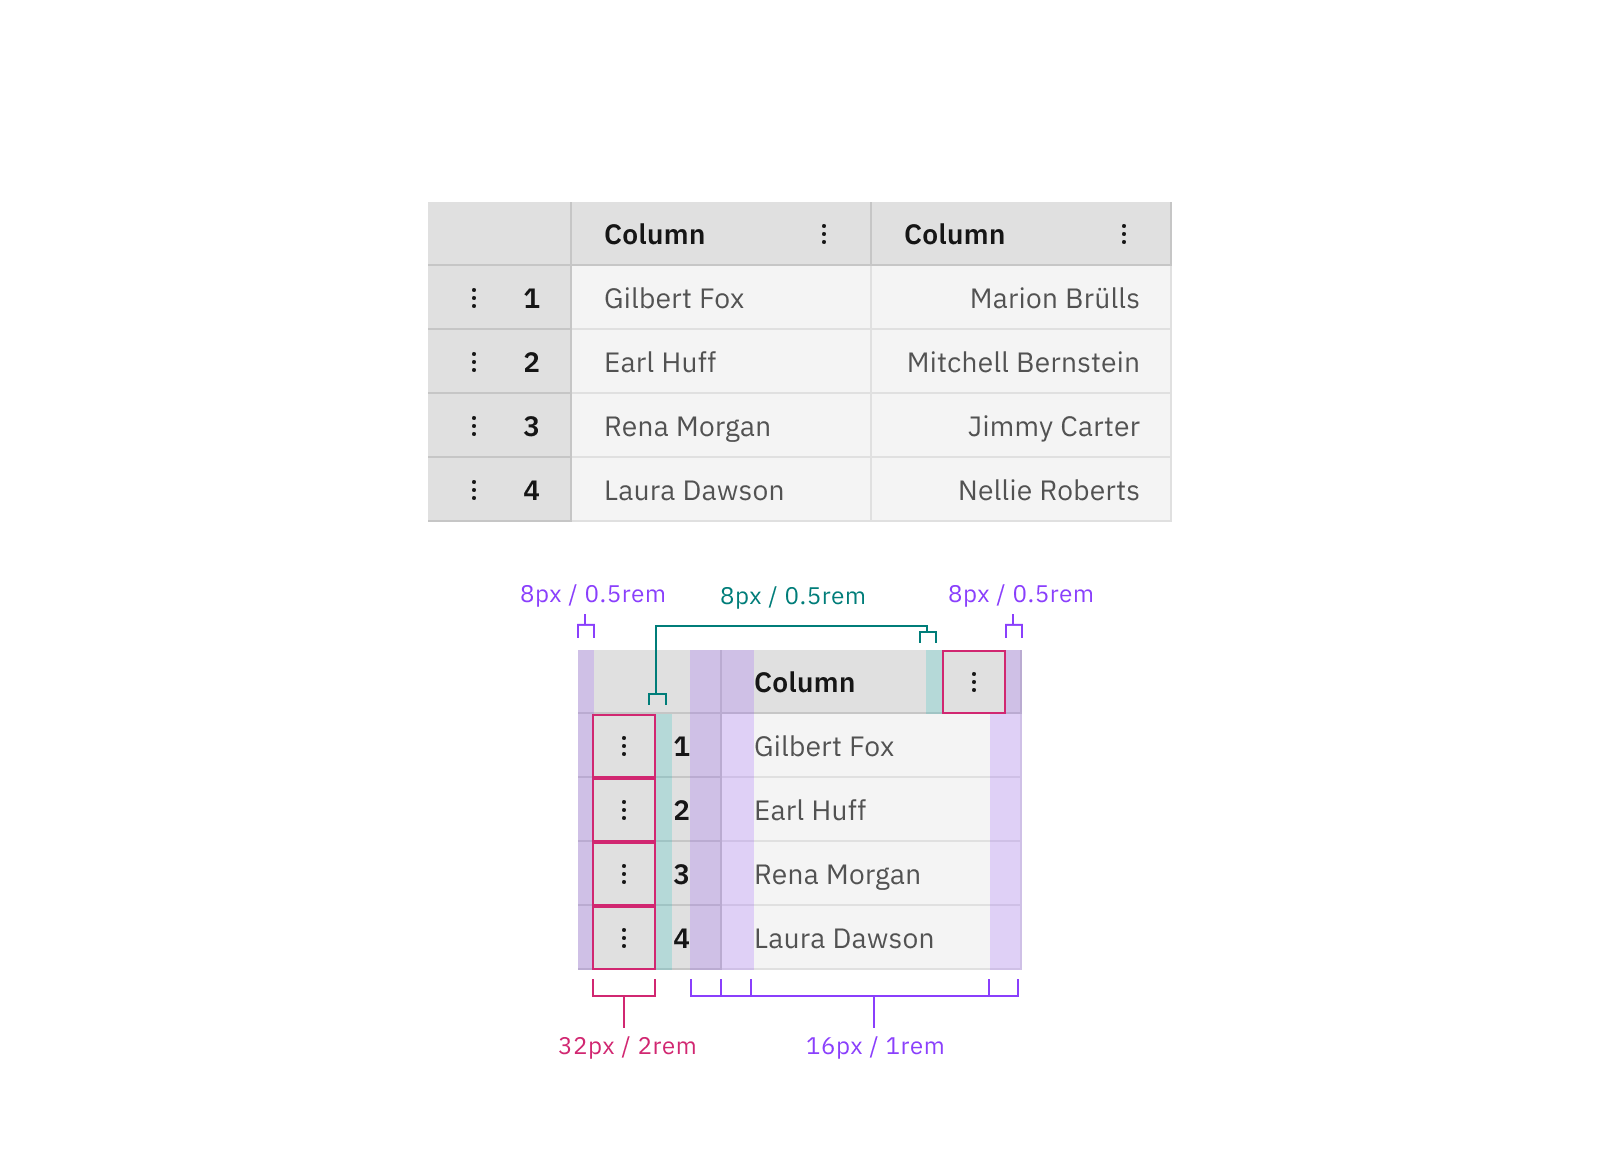 Column Column
1 Gilbert Fox Marion Brülls
2 Earl Huff Mitchell Bernstein
3 Rena Morgan Jimmy Carter
4 Laura Dawson Nellie Roberts
8px / 0.5rem 8px / 0.5rem 8px / 0.5rem
Column
1 Gilbert Fox
2 Earl Huff
3 Rena Morgan
4 Laura Dawson
32px / 2rem 16px / 1rem